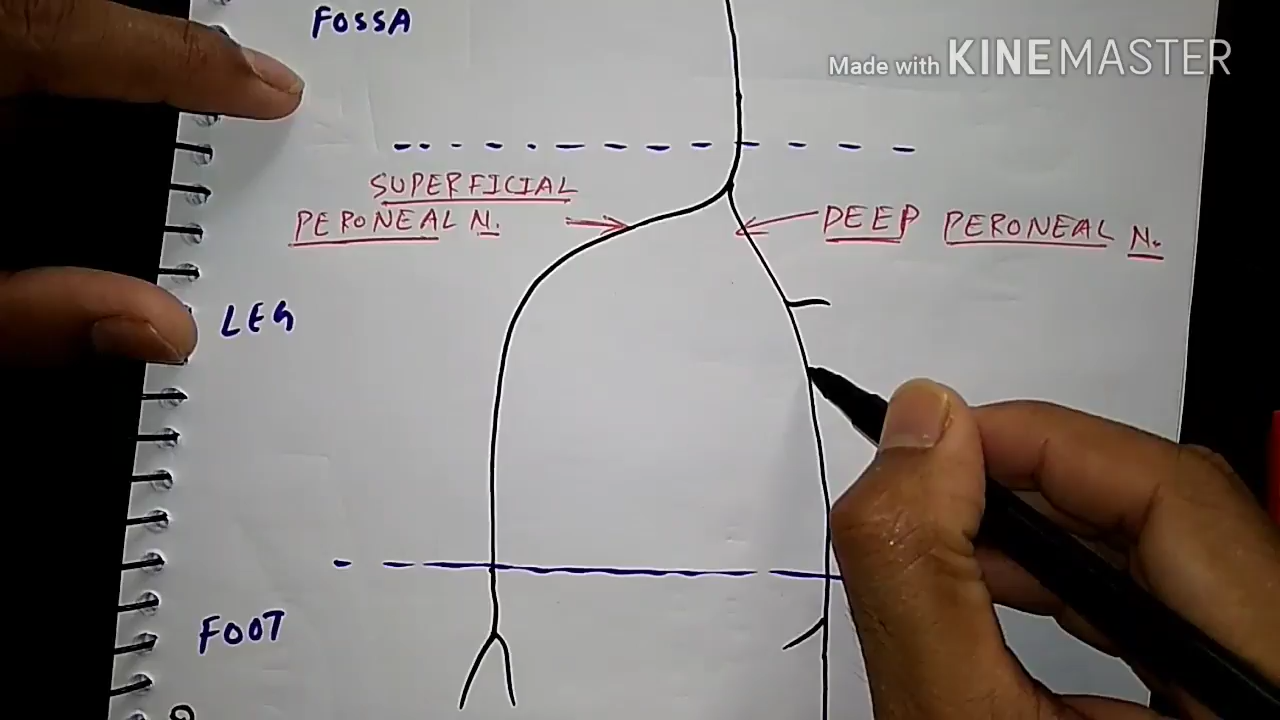 FOSSA
Made with KINEMASTER
SUPERFICIAL
PERONEAL N.
DEEP PERONEAL N.
LEG
FOOT